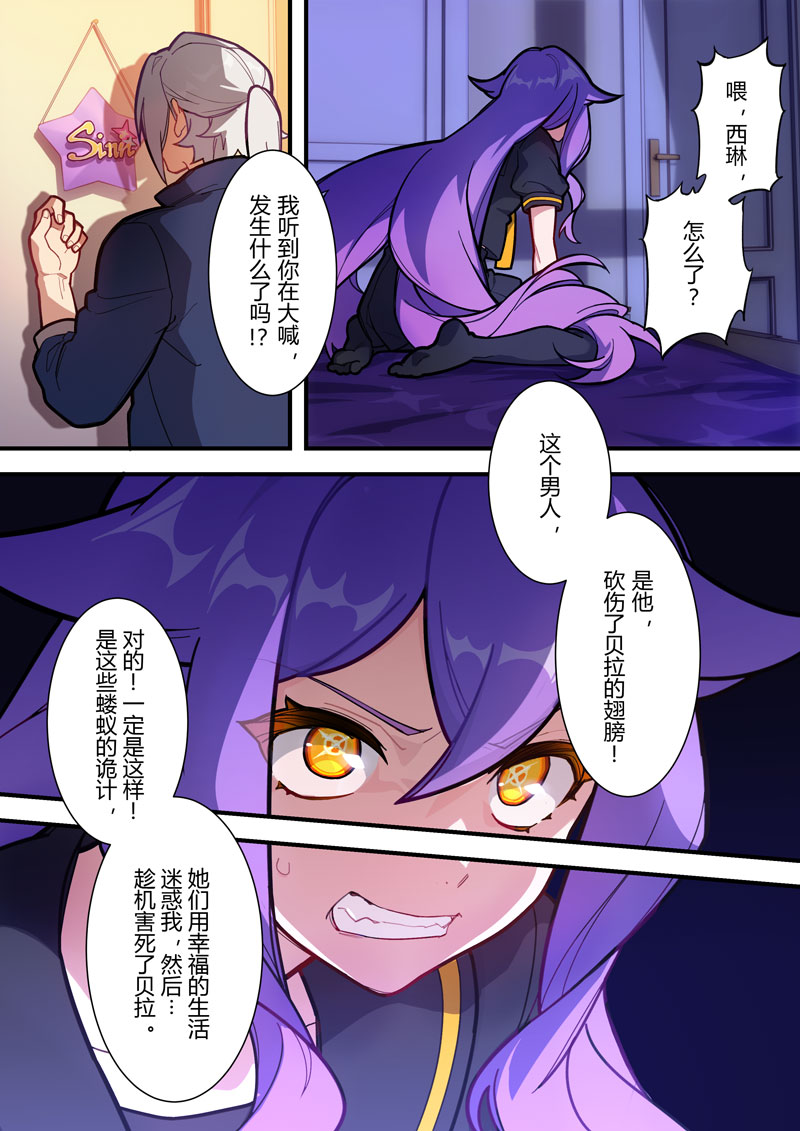 喂，西琳，
怎么了？
Sirin
我听到你在大喊，
发生什么了吗!?
这个男人，
是他，
砍伤了贝拉的翅膀！
对的！一定是这样！
是这些蝼蚁的诡计，
她们用幸福的生活
迷惑我，然后…
趁机害死了贝拉。